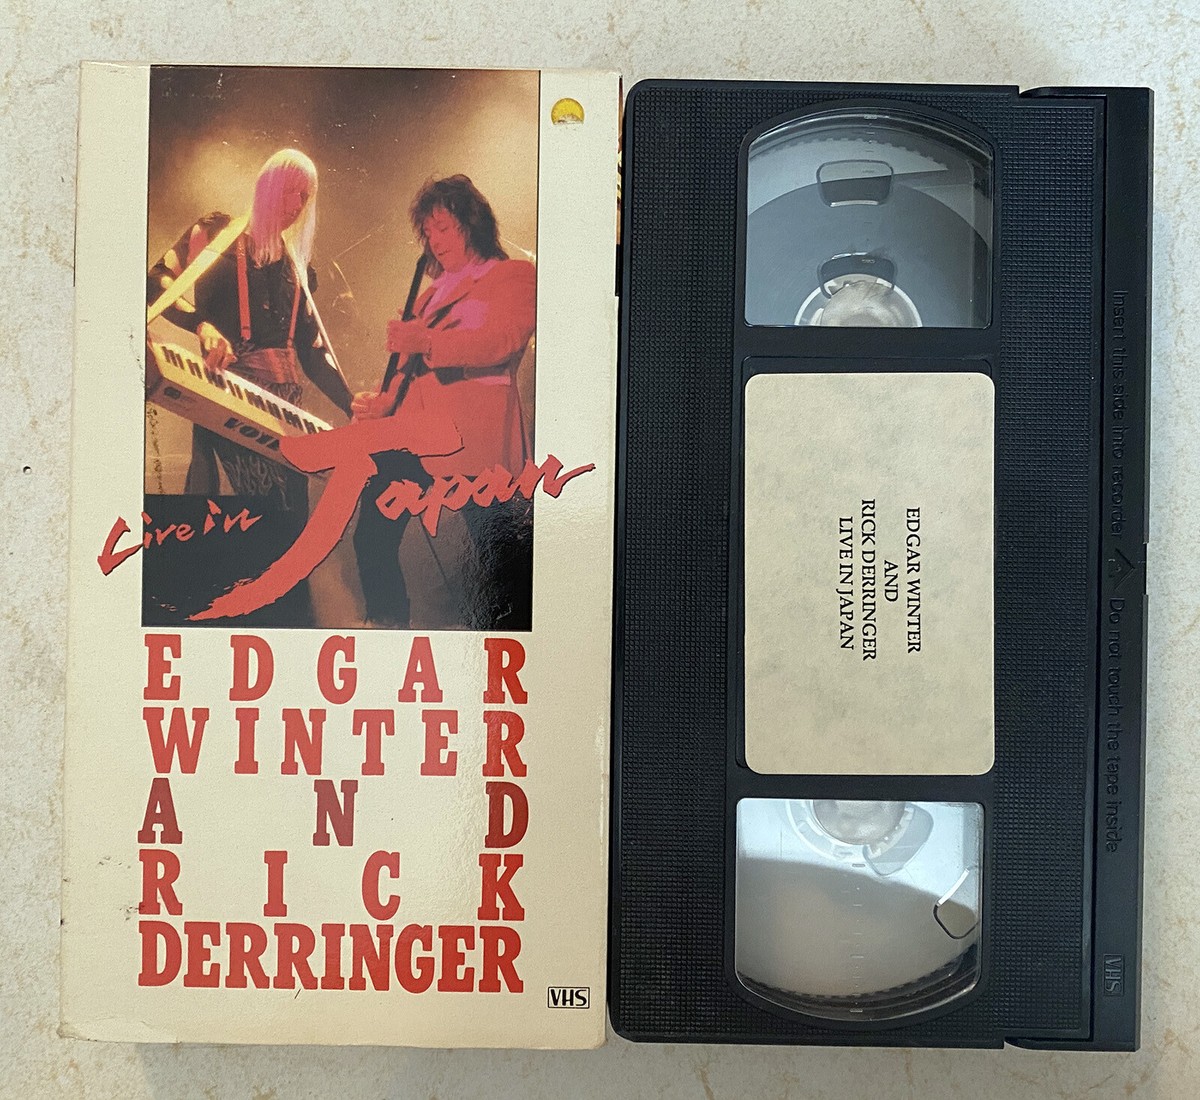 VOYA
Live in Japan
EDGAR
WINTER
AND
RICK
DERRINGER
VHS
EDGAR WINTER
AND
RICK DERRINGER
LIVE IN JAPAN
Insert this side into recorder △ Do not touch the tape inside
VHS